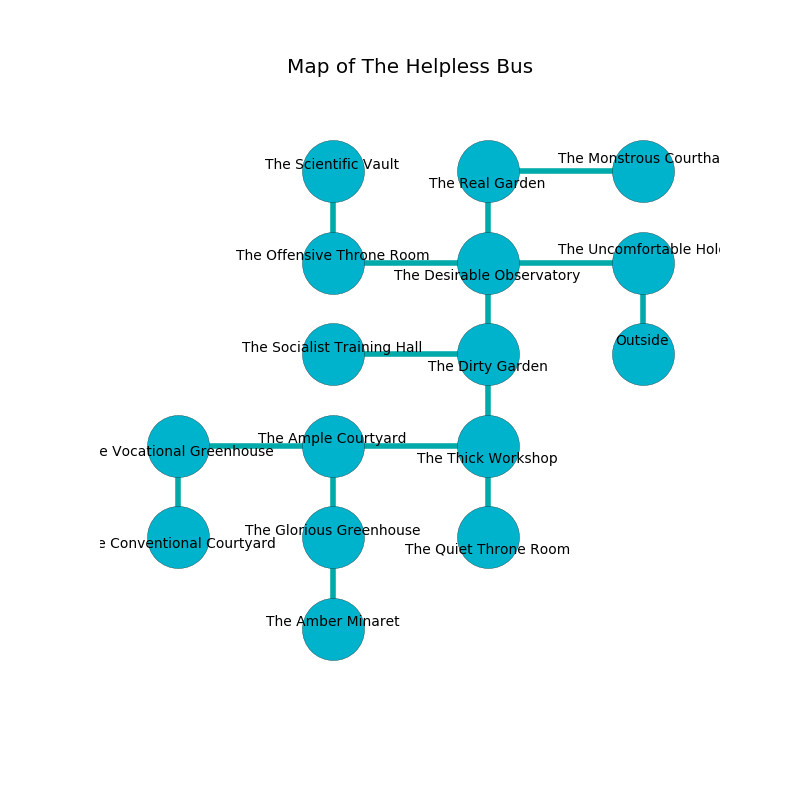 Map of The Helpless Bus
The Monstrous Courtha
The Scientific Vault
The Real Garden
The Uncomfortable Hol
The Offensive Throne Room
The Desirable Observatory
Outside
The Socialist Training Hall
The Dirty Garden
The Ample Courtyard
e Vocational Greenhouse
The Thick Workshop
The Glorious Greenhouse
e Conventional Courtyard
The Quiet Throne Room
The Amber Minaret